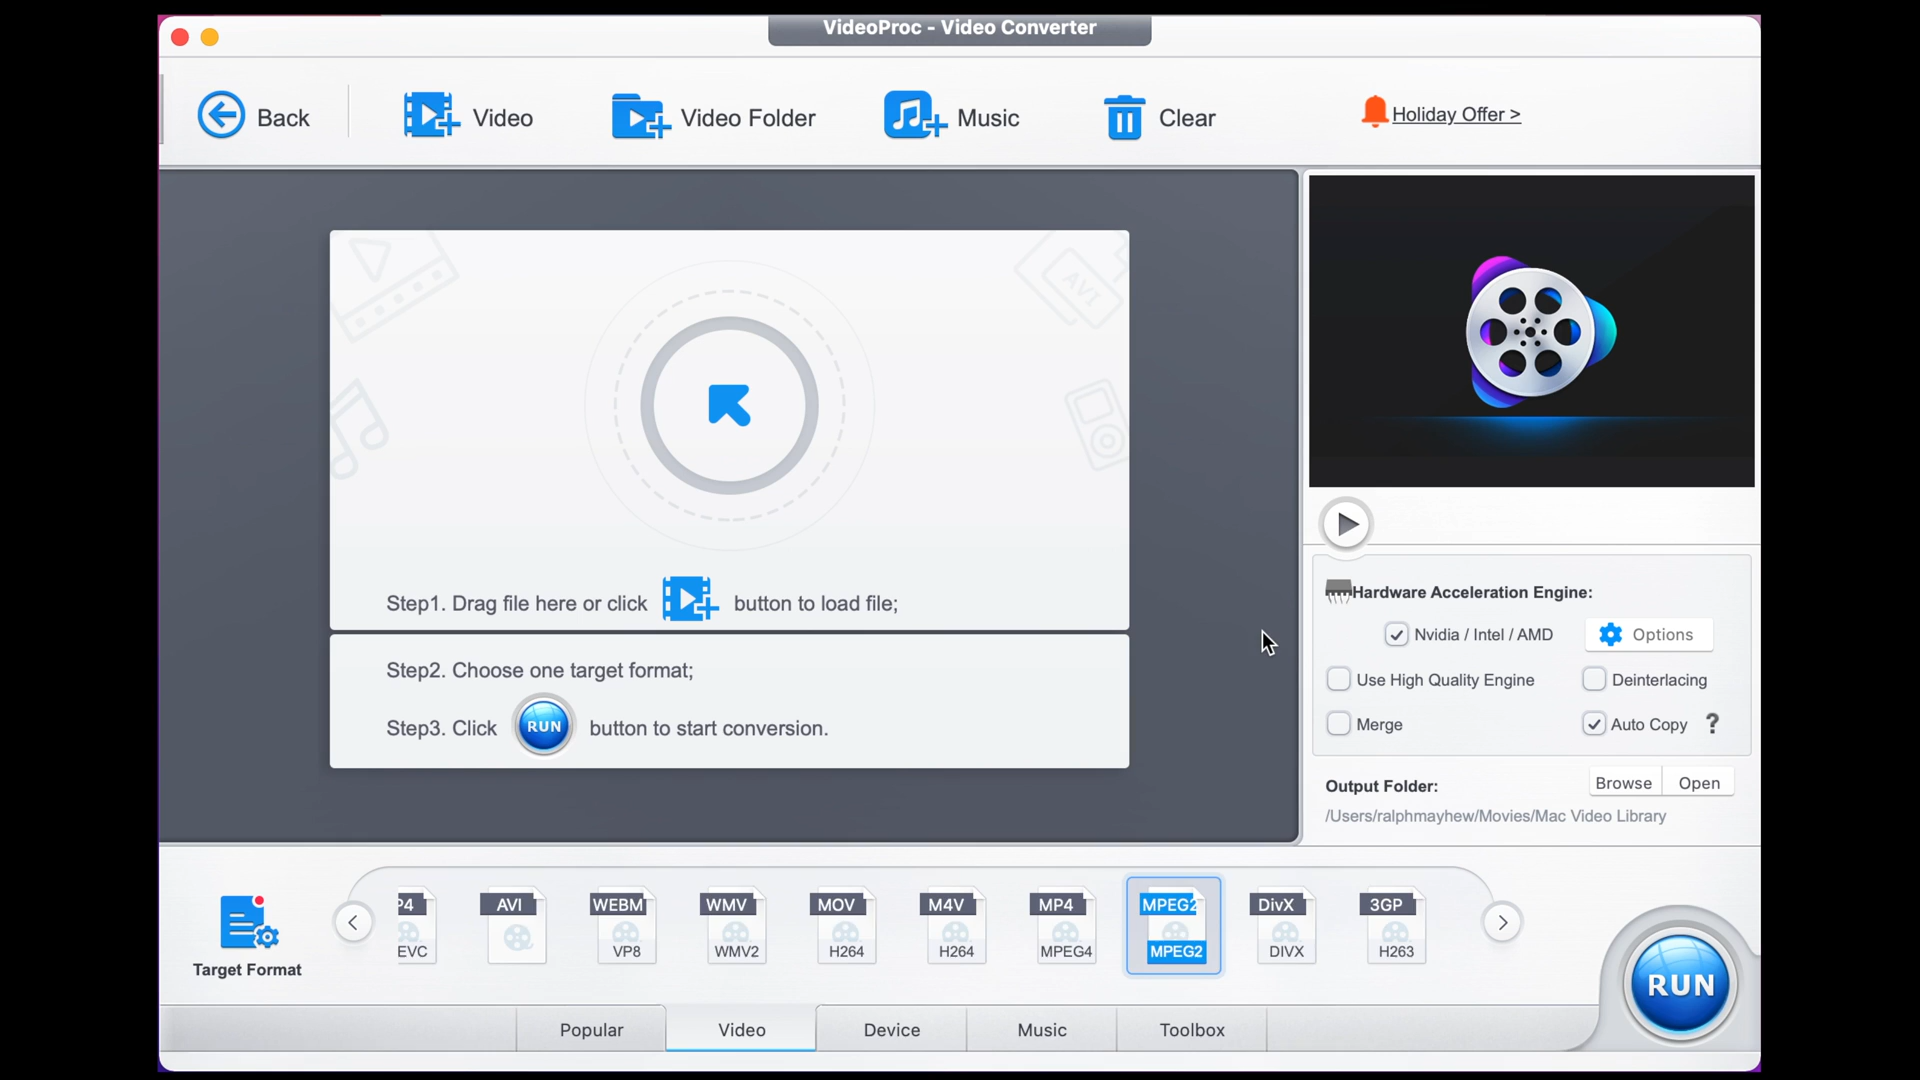 VideoProc - Video Converter
Back
Video
Video Folder
Music
Clear
Holiday Offer >
AVI
Step1. Drag file here or click button to load file;
Step2. Choose one target format;
Step3. Click RUN button to start conversion.
Hardware Acceleration Engine:
Nvidia / Intel / AMD
Options
Use High Quality Engine
Deinterlacing
Merge
Auto Copy ?
Output Folder:
Browse
Open
/Users/ralphmayhew/Movies/Mac Video Library
Target Format
P4
EVC
AVI
WEBM
VP8
WMV
WMV2
MOV
H264
M4V
H264
MP4
MPEG4
MPEG2
MPEG2
DivX
DIVX
3GP
H263
RUN
Popular
Video
Device
Music
Toolbox